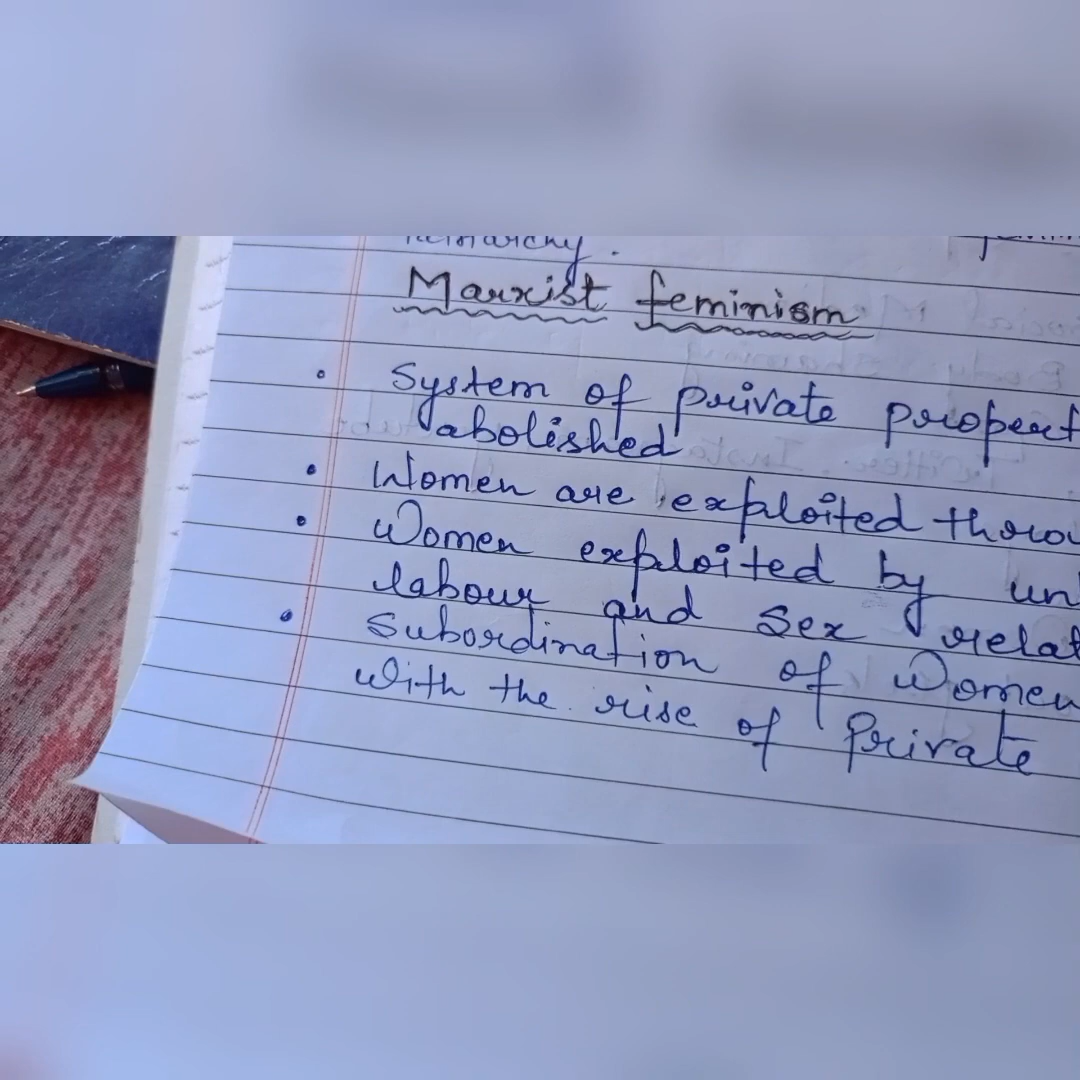 Marxist feminism
• System of private propert
abolished
• Women are exploited throu
• Women exploited by un
labour and sex relat
• Subordination of Women
With the rise of Private